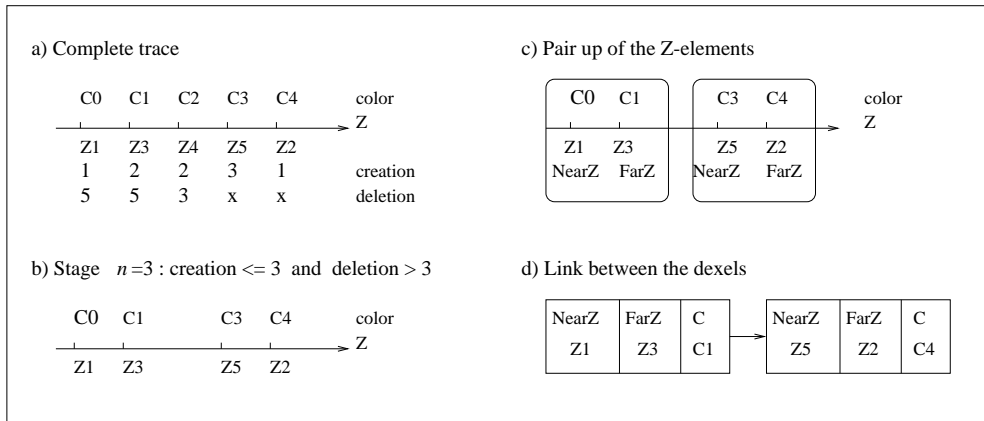 a) Complete trace
C0 C1 C2 C3 C4 color
Z
Z1 Z3 Z4 Z5 Z2
1 2 2 3 1 creation
5 5 3 x x deletion
b) Stage n=3 : creation <= 3 and deletion > 3
C0 C1 C3 C4 color
Z
Z1 Z3 Z5 Z2
c) Pair up of the Z-elements
C0 C1 C3 C4 color
Z
Z1 Z3 Z5 Z2
NearZ FarZ NearZ FarZ
d) Link between the dexels
NearZ FarZ C NearZ FarZ C
Z1 Z3 C1 Z5 Z2 C4